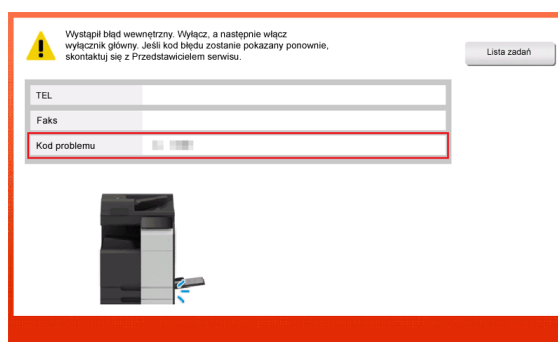 Wystąpił błąd wewnętrzny. Wyłącz, a następnie włącz
wyłącznik główny. Jeśli kod błędu zostanie pokazany ponownie,
skontaktuj się z Przedstawicielem serwisu.
Lista zadań
TEL
Faks
Kod problemu